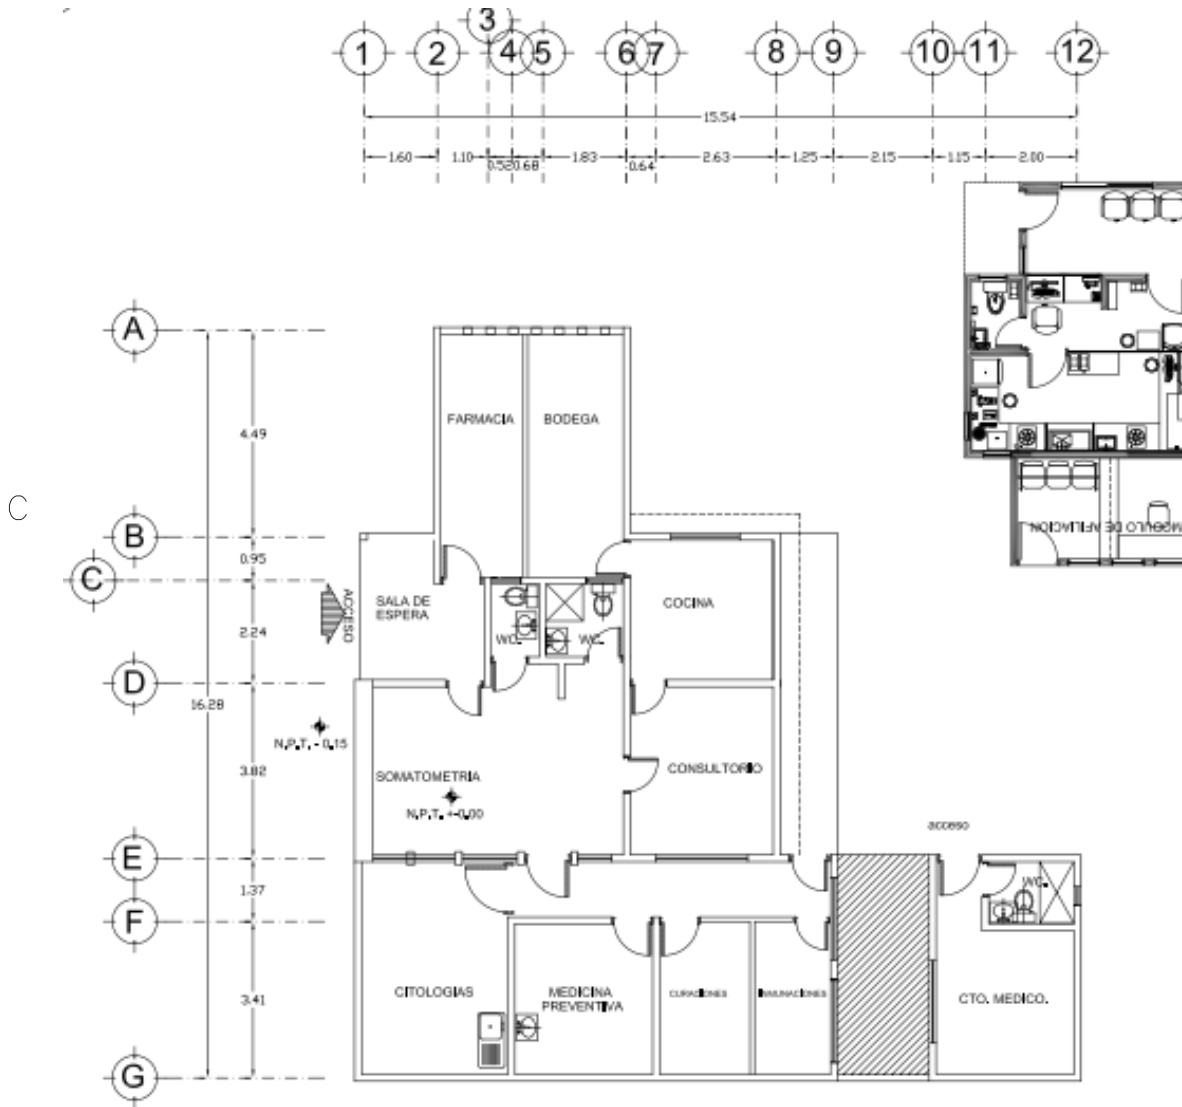 3
1 2 4 5 6 7 8 9 10 11 12
15.54
1.60 1.10 0.52 0.68 1.83 0.64 2.63 1.25 2.15 1.15 2.00
A
4.49
FARMACIA BODEGA
C
B
MODULO DE AFILIACION
0.95
C
ACCESO
SALA DE
ESPERA
COCINA
2.24
WC. WC.
D
16.28
N.P.T. - 0.15
3.82
SOMATOMETRIA
CONSULTORIO
N.P.T. +-0.00
acceso
E
1.37
WC.
F
3.41
CITOLOGIAS
MEDICINA
PREVENTIVA
CURACIONES
INMUNACIONES
CTO. MEDICO.
G